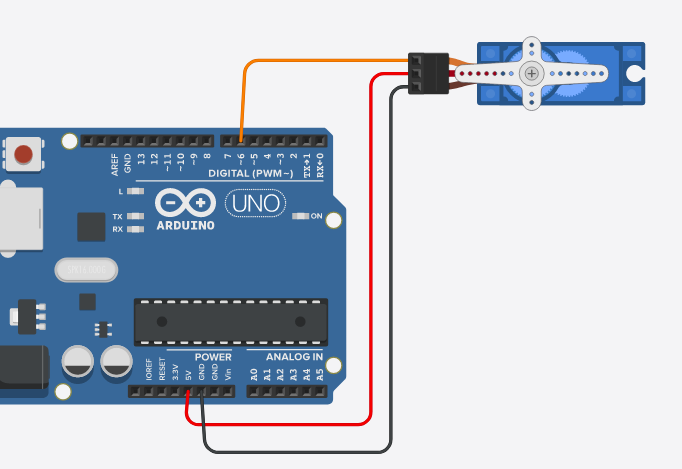 AREF
GND
13
12
~11
~10
~9
8
7
~6
~5
4
~3
2
TX→1
RX←0
DIGITAL (PWM~)
L
TX
RX
ARDUINO
UNO
ON
POWER
ANALOG IN
IOREF
RESET
3.3V
5V
GND
GND
Vin
A0
A1
A2
A3
A4
A5